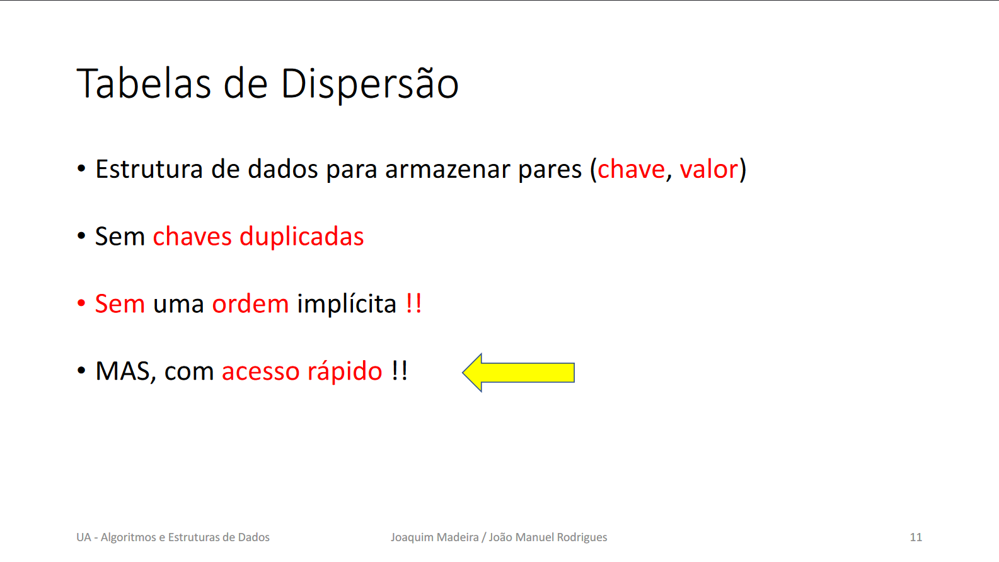 Tabelas de Dispersão
• Estrutura de dados para armazenar pares (chave, valor)
• Sem chaves duplicadas
• Sem uma ordem implícita !!
• MAS, com acesso rápido !!
UA - Algoritmos e Estruturas de Dados
Joaquim Madeira / João Manuel Rodrigues
11